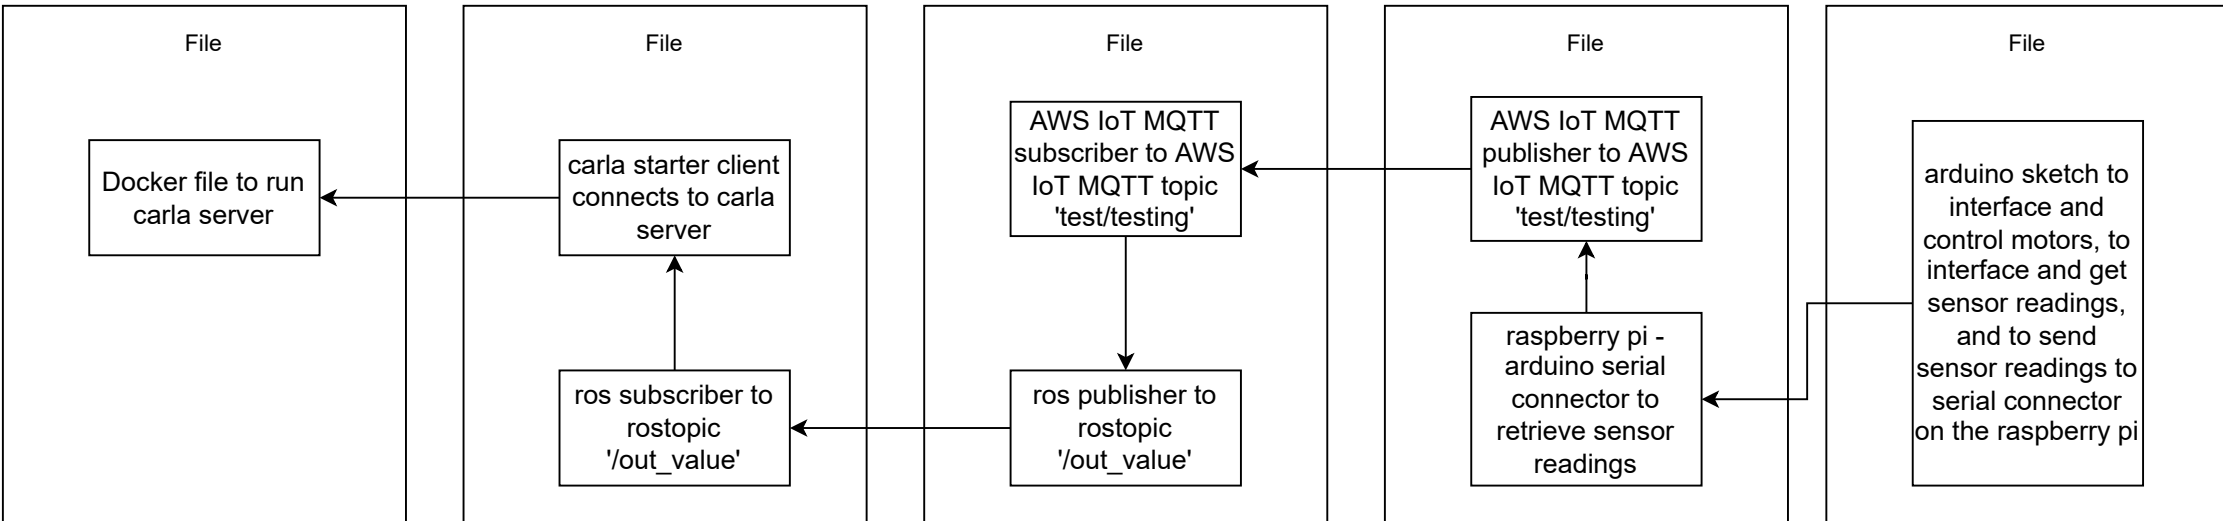 File
Docker file to run
carla server
File
carla starter client
connects to carla
server
ros subscriber to
rostopic
'/out_value'
File
AWS IoT MQTT
subscriber to AWS
IoT MQTT topic
'test/testing'
ros publisher to
rostopic
'/out_value'
File
AWS IoT MQTT
publisher to AWS
IoT MQTT topic
'test/testing'
raspberry pi -
arduino serial
connector to
retrieve sensor
readings
File
arduino sketch to
interface and
control motors, to
interface and get
sensor readings,
and to send
sensor readings to
serial connector
on the raspberry pi